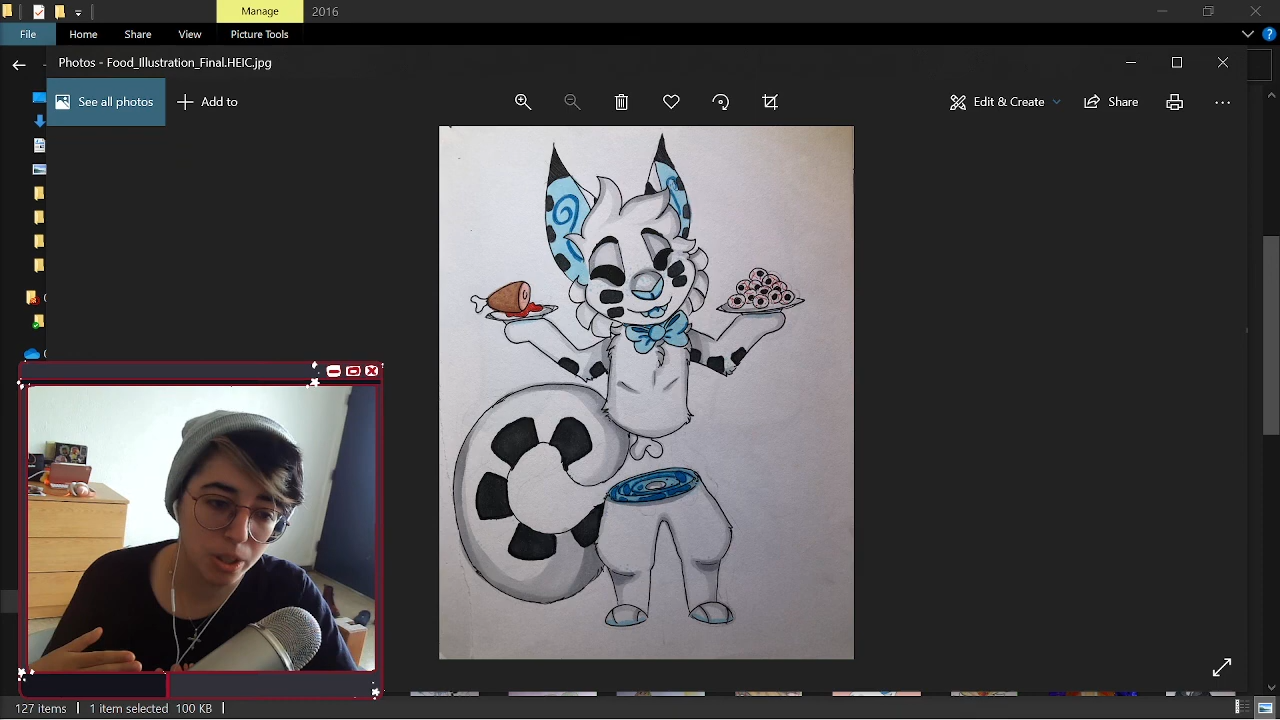 Manage 2016
File Home Share View Picture Tools
Photos - Food_Illustration_Final.HEIC.jpg
See all photos Add to Edit & Create Share
127 items 1 item selected 100 KB